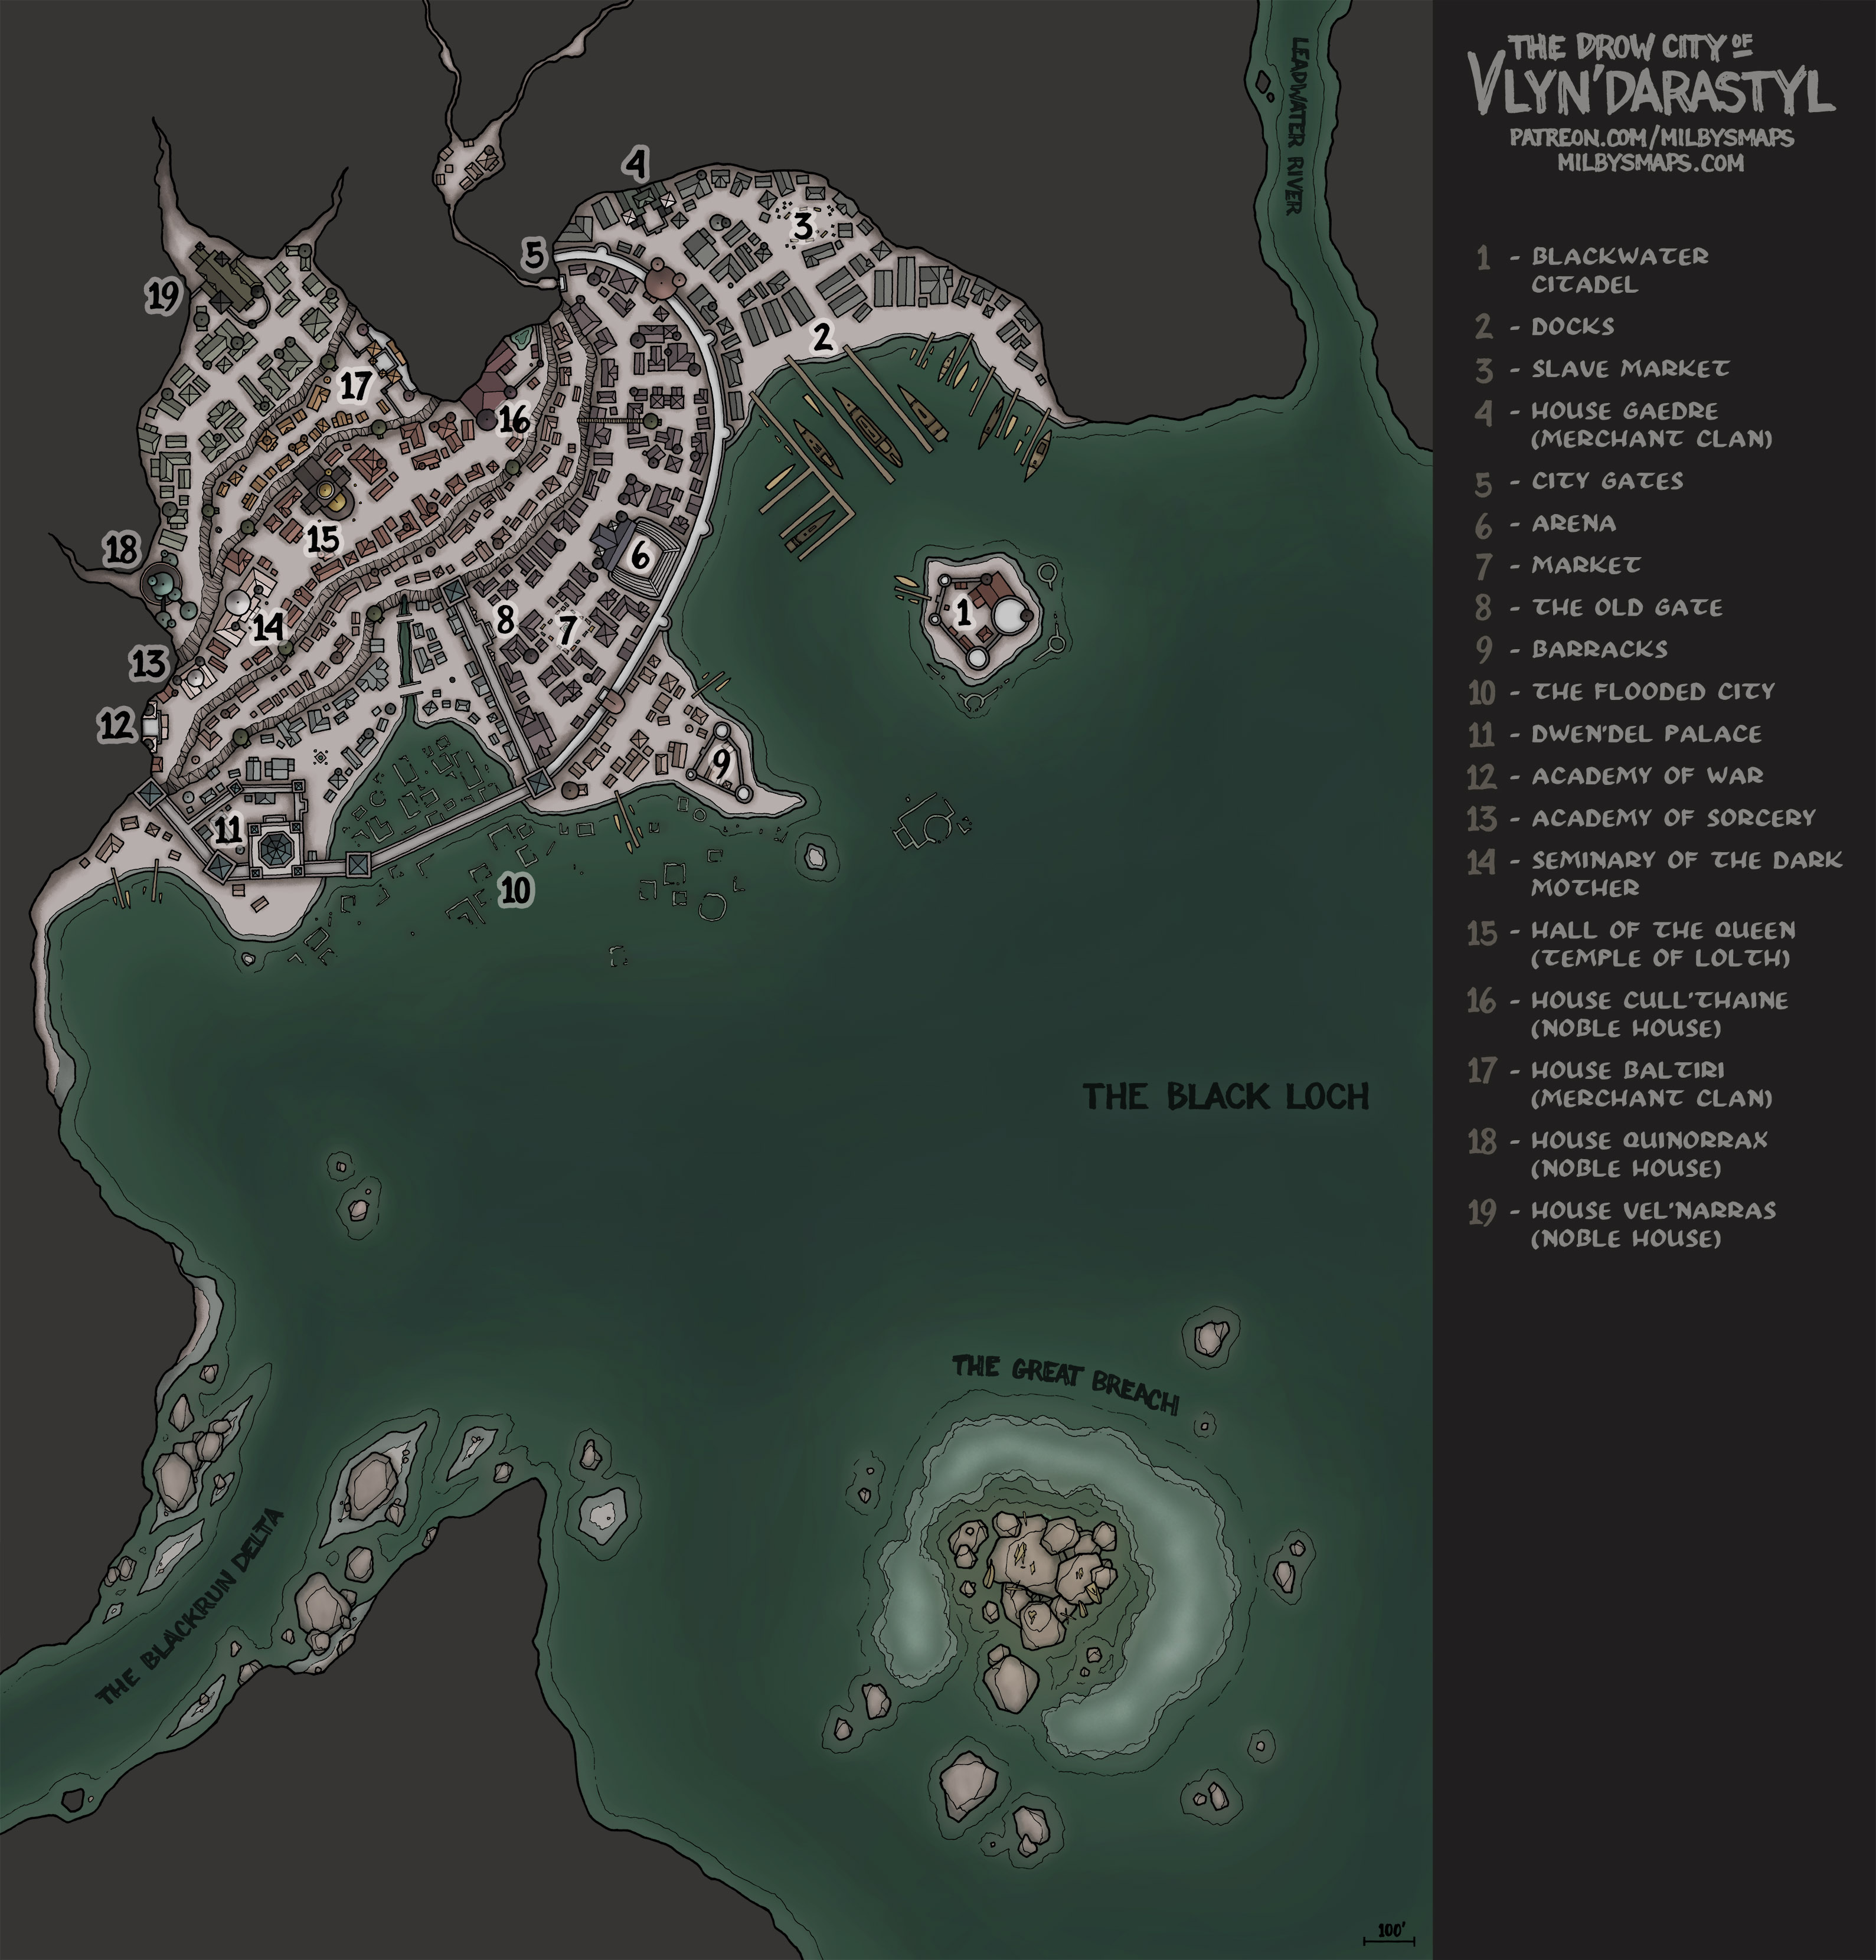 THE DROW CITY OF
VLYN'DARASTYL
PATREON.COM/MILBYSMAPS
MILBYSMAPS.COM
1 - BLACKWATER
CITADEL
2 - DOCKS
3 - SLAVE MARKET
4 - HOUSE GAEDRE
(MERCHANT CLAN)
5 - CITY GATES
6 - ARENA
7 - MARKET
8 - THE OLD GATE
9 - BARRACKS
10 - THE FLOODED CITY
11 - DWEN'DEL PALACE
12 - ACADEMY OF WAR
13 - ACADEMY OF SORCERY
14 - SEMINARY OF THE DARK
MOTHER
15 - HALL OF THE QUEEN
(TEMPLE OF LOLTH)
16 - HOUSE CULL'THAINE
(NOBLE HOUSE)
17 - HOUSE BALTIRI
(MERCHANT CLAN)
18 - HOUSE QUINORRAX
(NOBLE HOUSE)
19 - HOUSE VEL'NARRAS
(NOBLE HOUSE)
LEADWATER RIVER
4
3
5
19
2
17
16
15
18
6
1
8
7
14
13
12
9
11
10
THE BLACK LOCH
THE GREAT BREACH
THE BLACKRUN DELTA
100'